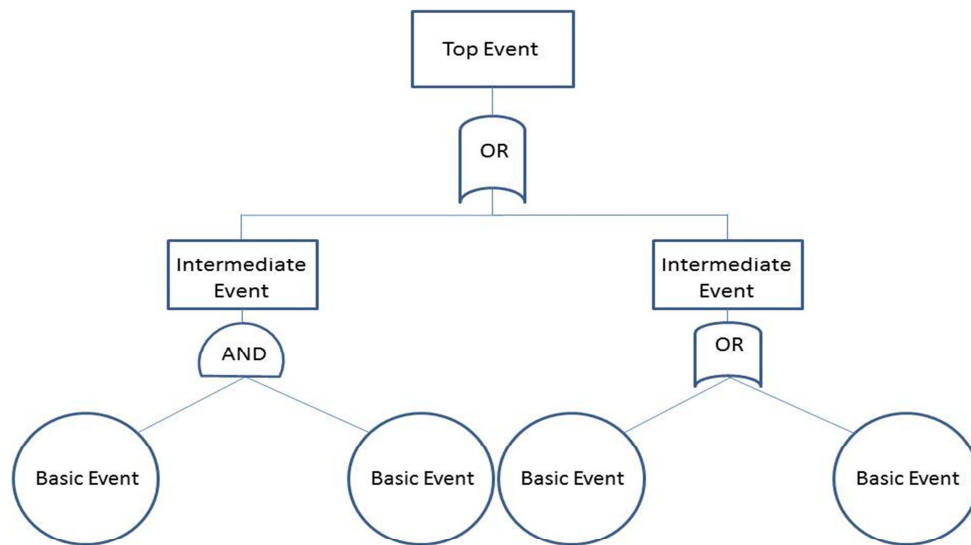 Top Event
OR
Intermediate
Event
Intermediate
Event
AND
OR
Basic Event
Basic Event
Basic Event
Basic Event